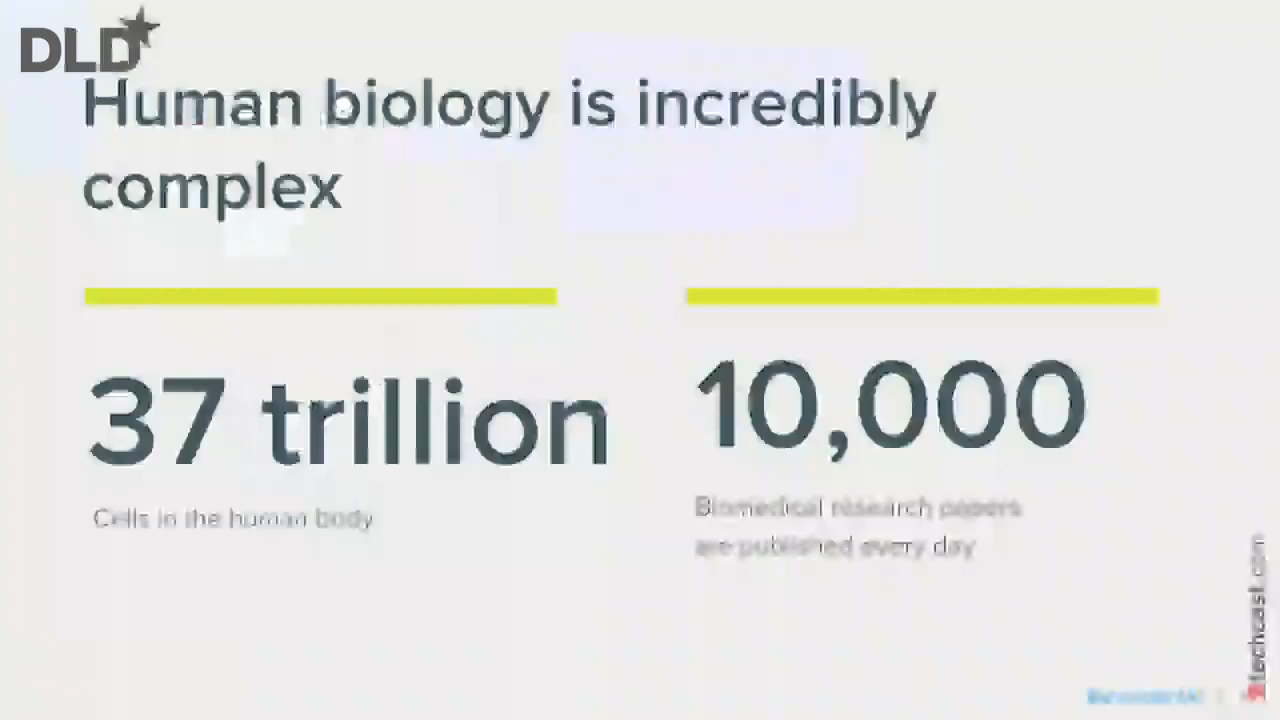 DLD
Human biology is incredibly
complex
37 trillion
10,000
Cells in the human body
Biomedical research papers
are published every day
techcast.com